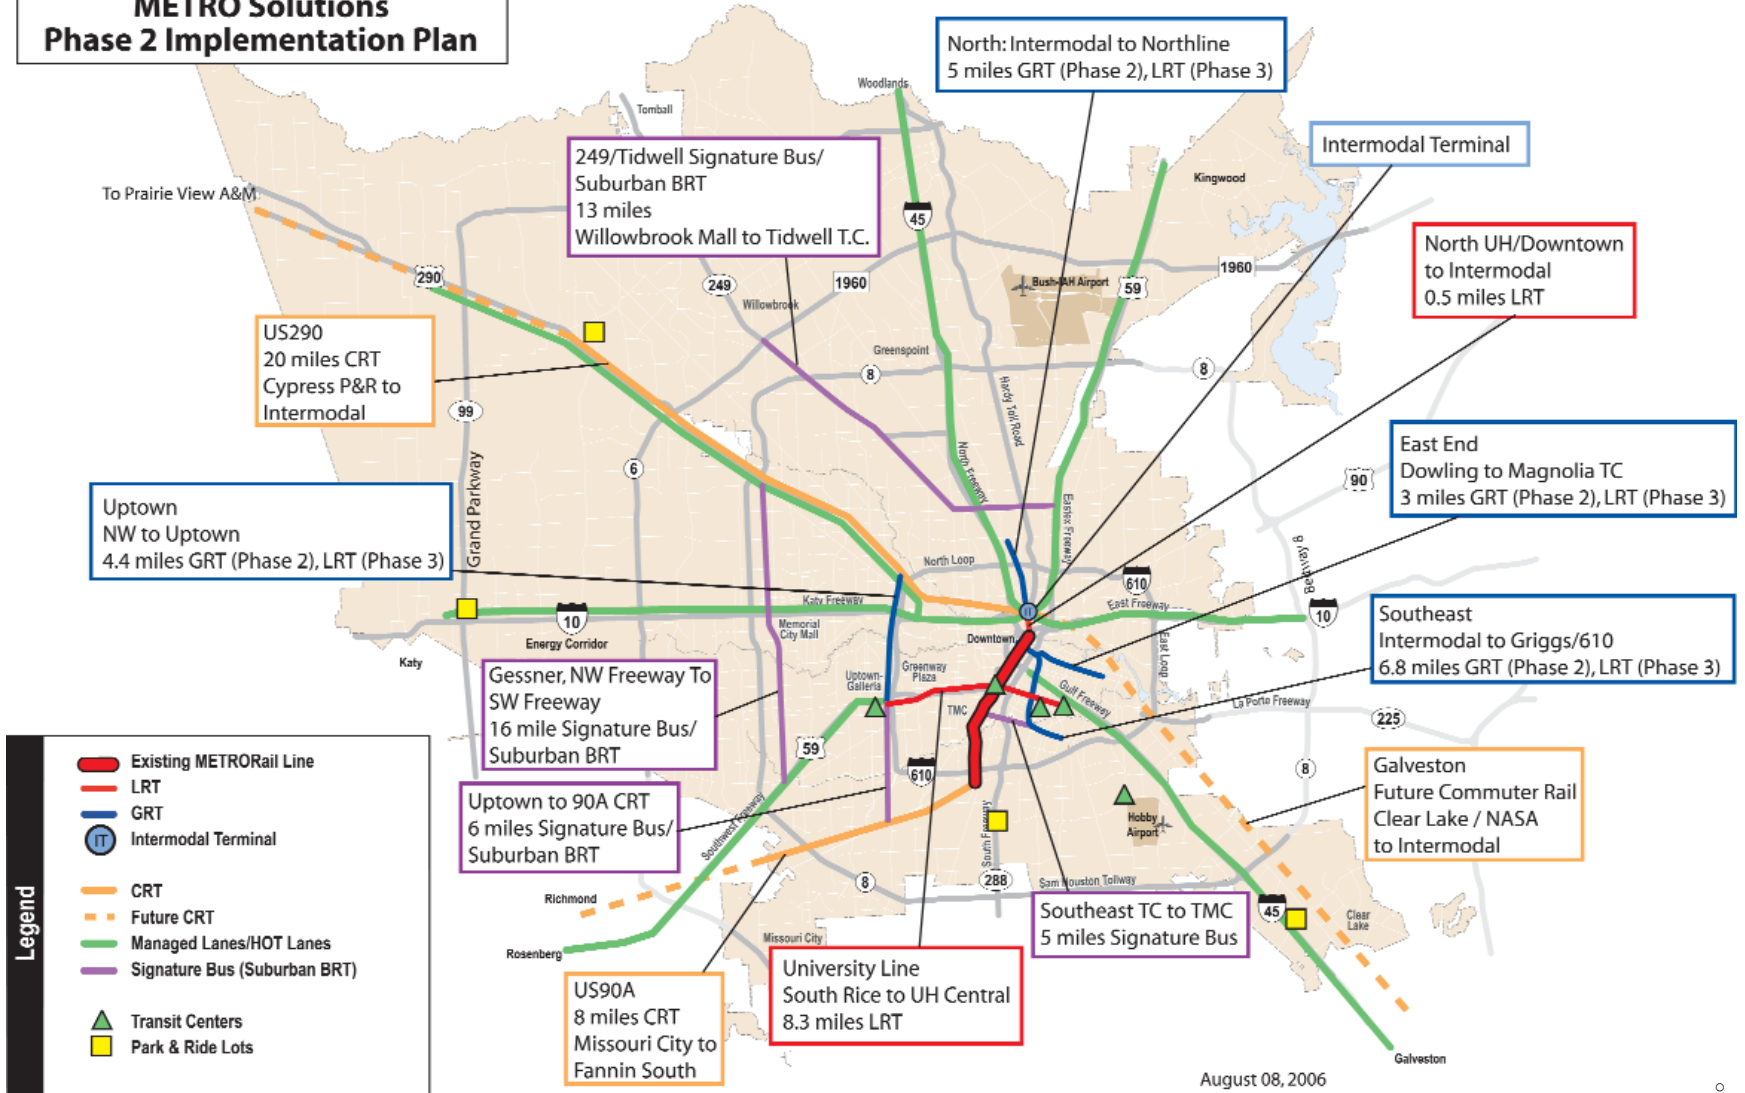 METRO Solutions
Phase 2 Implementation Plan
North: Intermodal to Northline
5 miles GRT (Phase 2), LRT (Phase 3)
Woodlands
Tomball
Intermodal Terminal
249/Tidwell Signature Bus/
Suburban BRT
13 miles
Willowbrook Mall to Tidwell T.C.
Kingwood
To Prairie View A&M
45
North UH/Downtown
to Intermodal
0.5 miles LRT
290
249
1960
1960
Bush-IAH Airport
59
Willowbrook
US290
20 miles CRT
Cypress P&R to
Intermodal
Greenspoint
8
8
Hardy Toll Road
99
East End
Dowling to Magnolia TC
3 miles GRT (Phase 2), LRT (Phase 3)
6
North Freeway
90
Grand Parkway
Uptown
NW to Uptown
4.4 miles GRT (Phase 2), LRT (Phase 3)
Eastex Freeway
North Loop
610
Beltway 8
Katy Freeway
IT
East Freeway
10
10
Energy Corridor
Memorial
City Mall
Downtown
East Loop
Southeast
Intermodal to Griggs/610
6.8 miles GRT (Phase 2), LRT (Phase 3)
Katy
Gessner, NW Freeway To
SW Freeway
16 mile Signature Bus/
Suburban BRT
Uptown-
Galleria
Greenway
Plaza
TMC
Gulf Freeway
La Porte Freeway
225
59
610
8
Galveston
Future Commuter Rail
Clear Lake / NASA
to Intermodal
Uptown to 90A CRT
6 miles Signature Bus/
Suburban BRT
Southwest Freeway
South Freeway
Hobby
Airport
Richmond
8
288
Sam Houston Tollway
45
Clear
Lake
Southeast TC to TMC
5 miles Signature Bus
Missouri City
Rosenberg
University Line
South Rice to UH Central
8.3 miles LRT
US90A
8 miles CRT
Missouri City to
Fannin South
Galveston
August 08, 2006
Legend
Existing METRORail Line
LRT
GRT
IT
Intermodal Terminal
CRT
Future CRT
Managed Lanes/HOT Lanes
Signature Bus (Suburban BRT)
Transit Centers
Park & Ride Lots